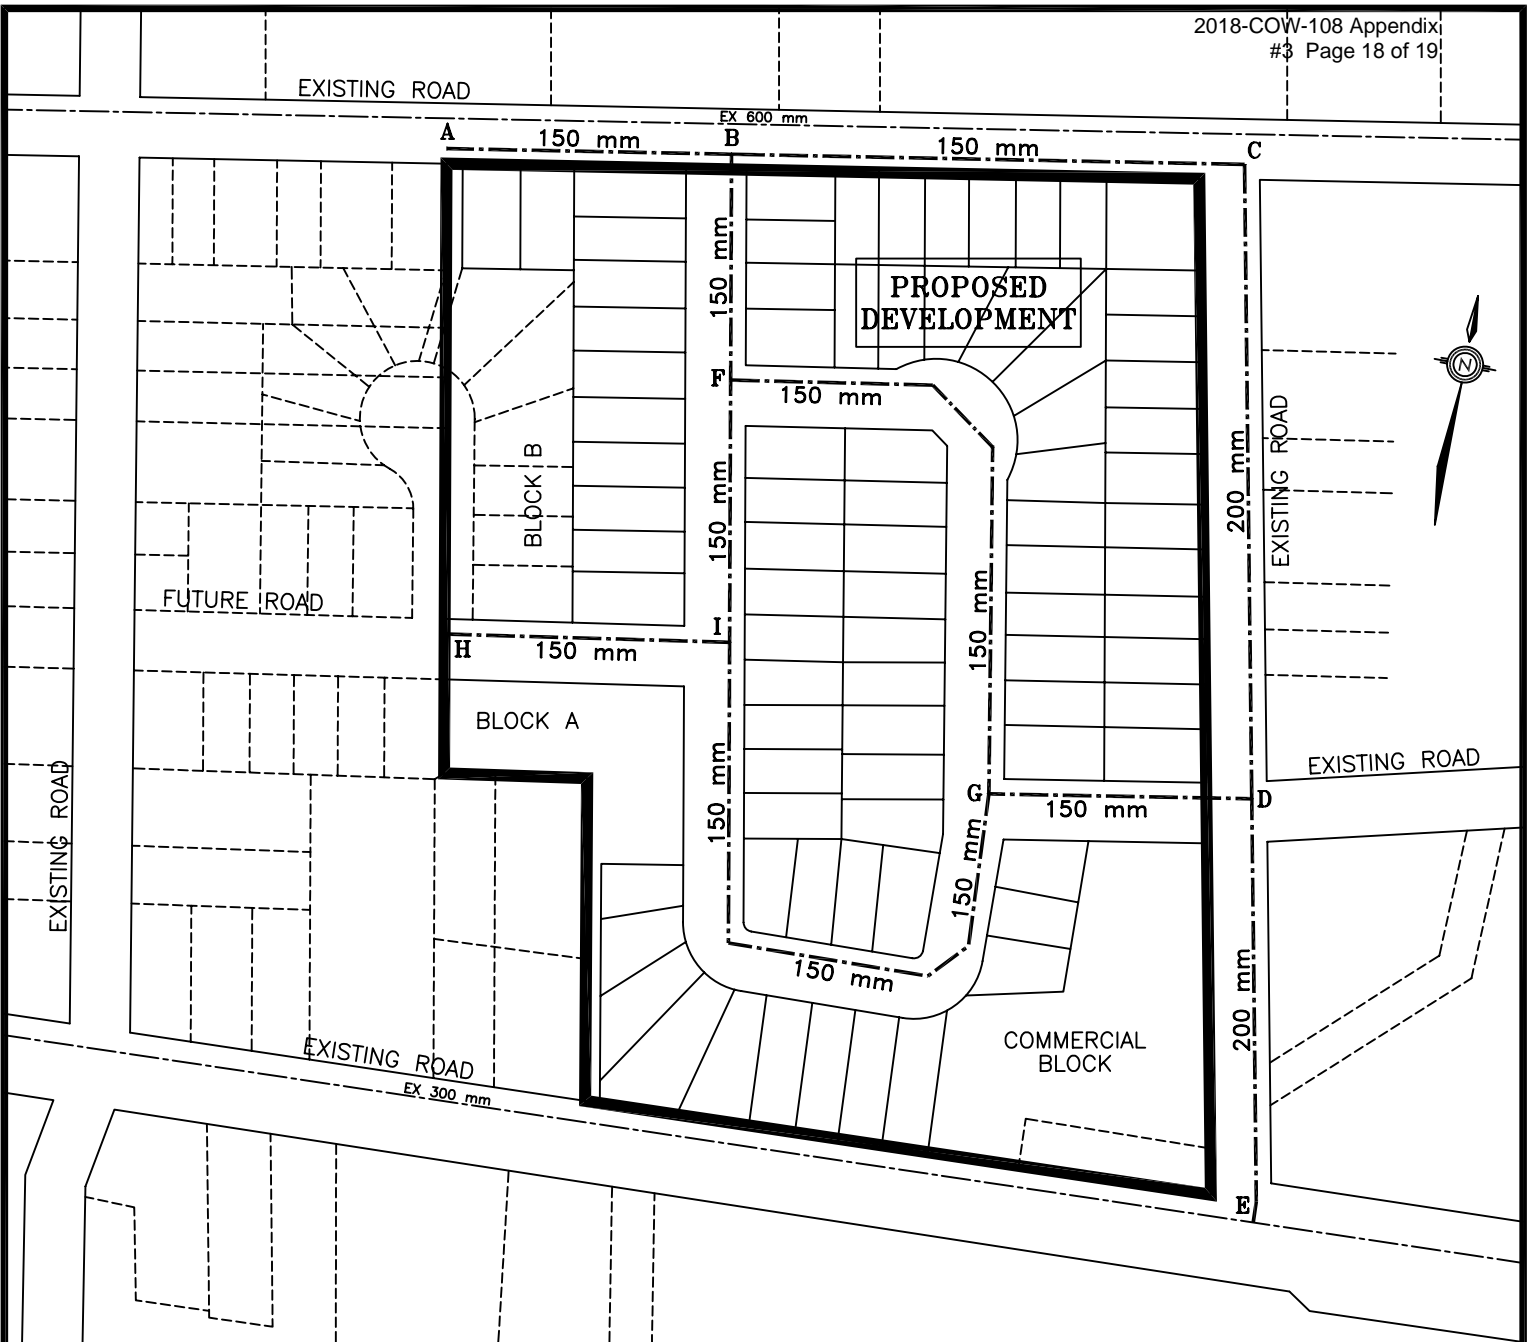 2018-COW-108 Appendix
#3 Page 18 of 19
EXISTING ROAD
EX 600 mm
A
150 mm
B
150 mm
C
150 mm
PROPOSED
DEVELOPMENT
N
F
150 mm
EXISTING ROAD
200 mm
BLOCK B
150 mm
150 mm
FUTURE ROAD
I
H
150 mm
BLOCK A
EXISTING ROAD
EXISTING ROAD
150 mm
G
150 mm
D
150 mm
150 mm
200 mm
COMMERCIAL
BLOCK
EXISTING ROAD
EX 300 mm
E